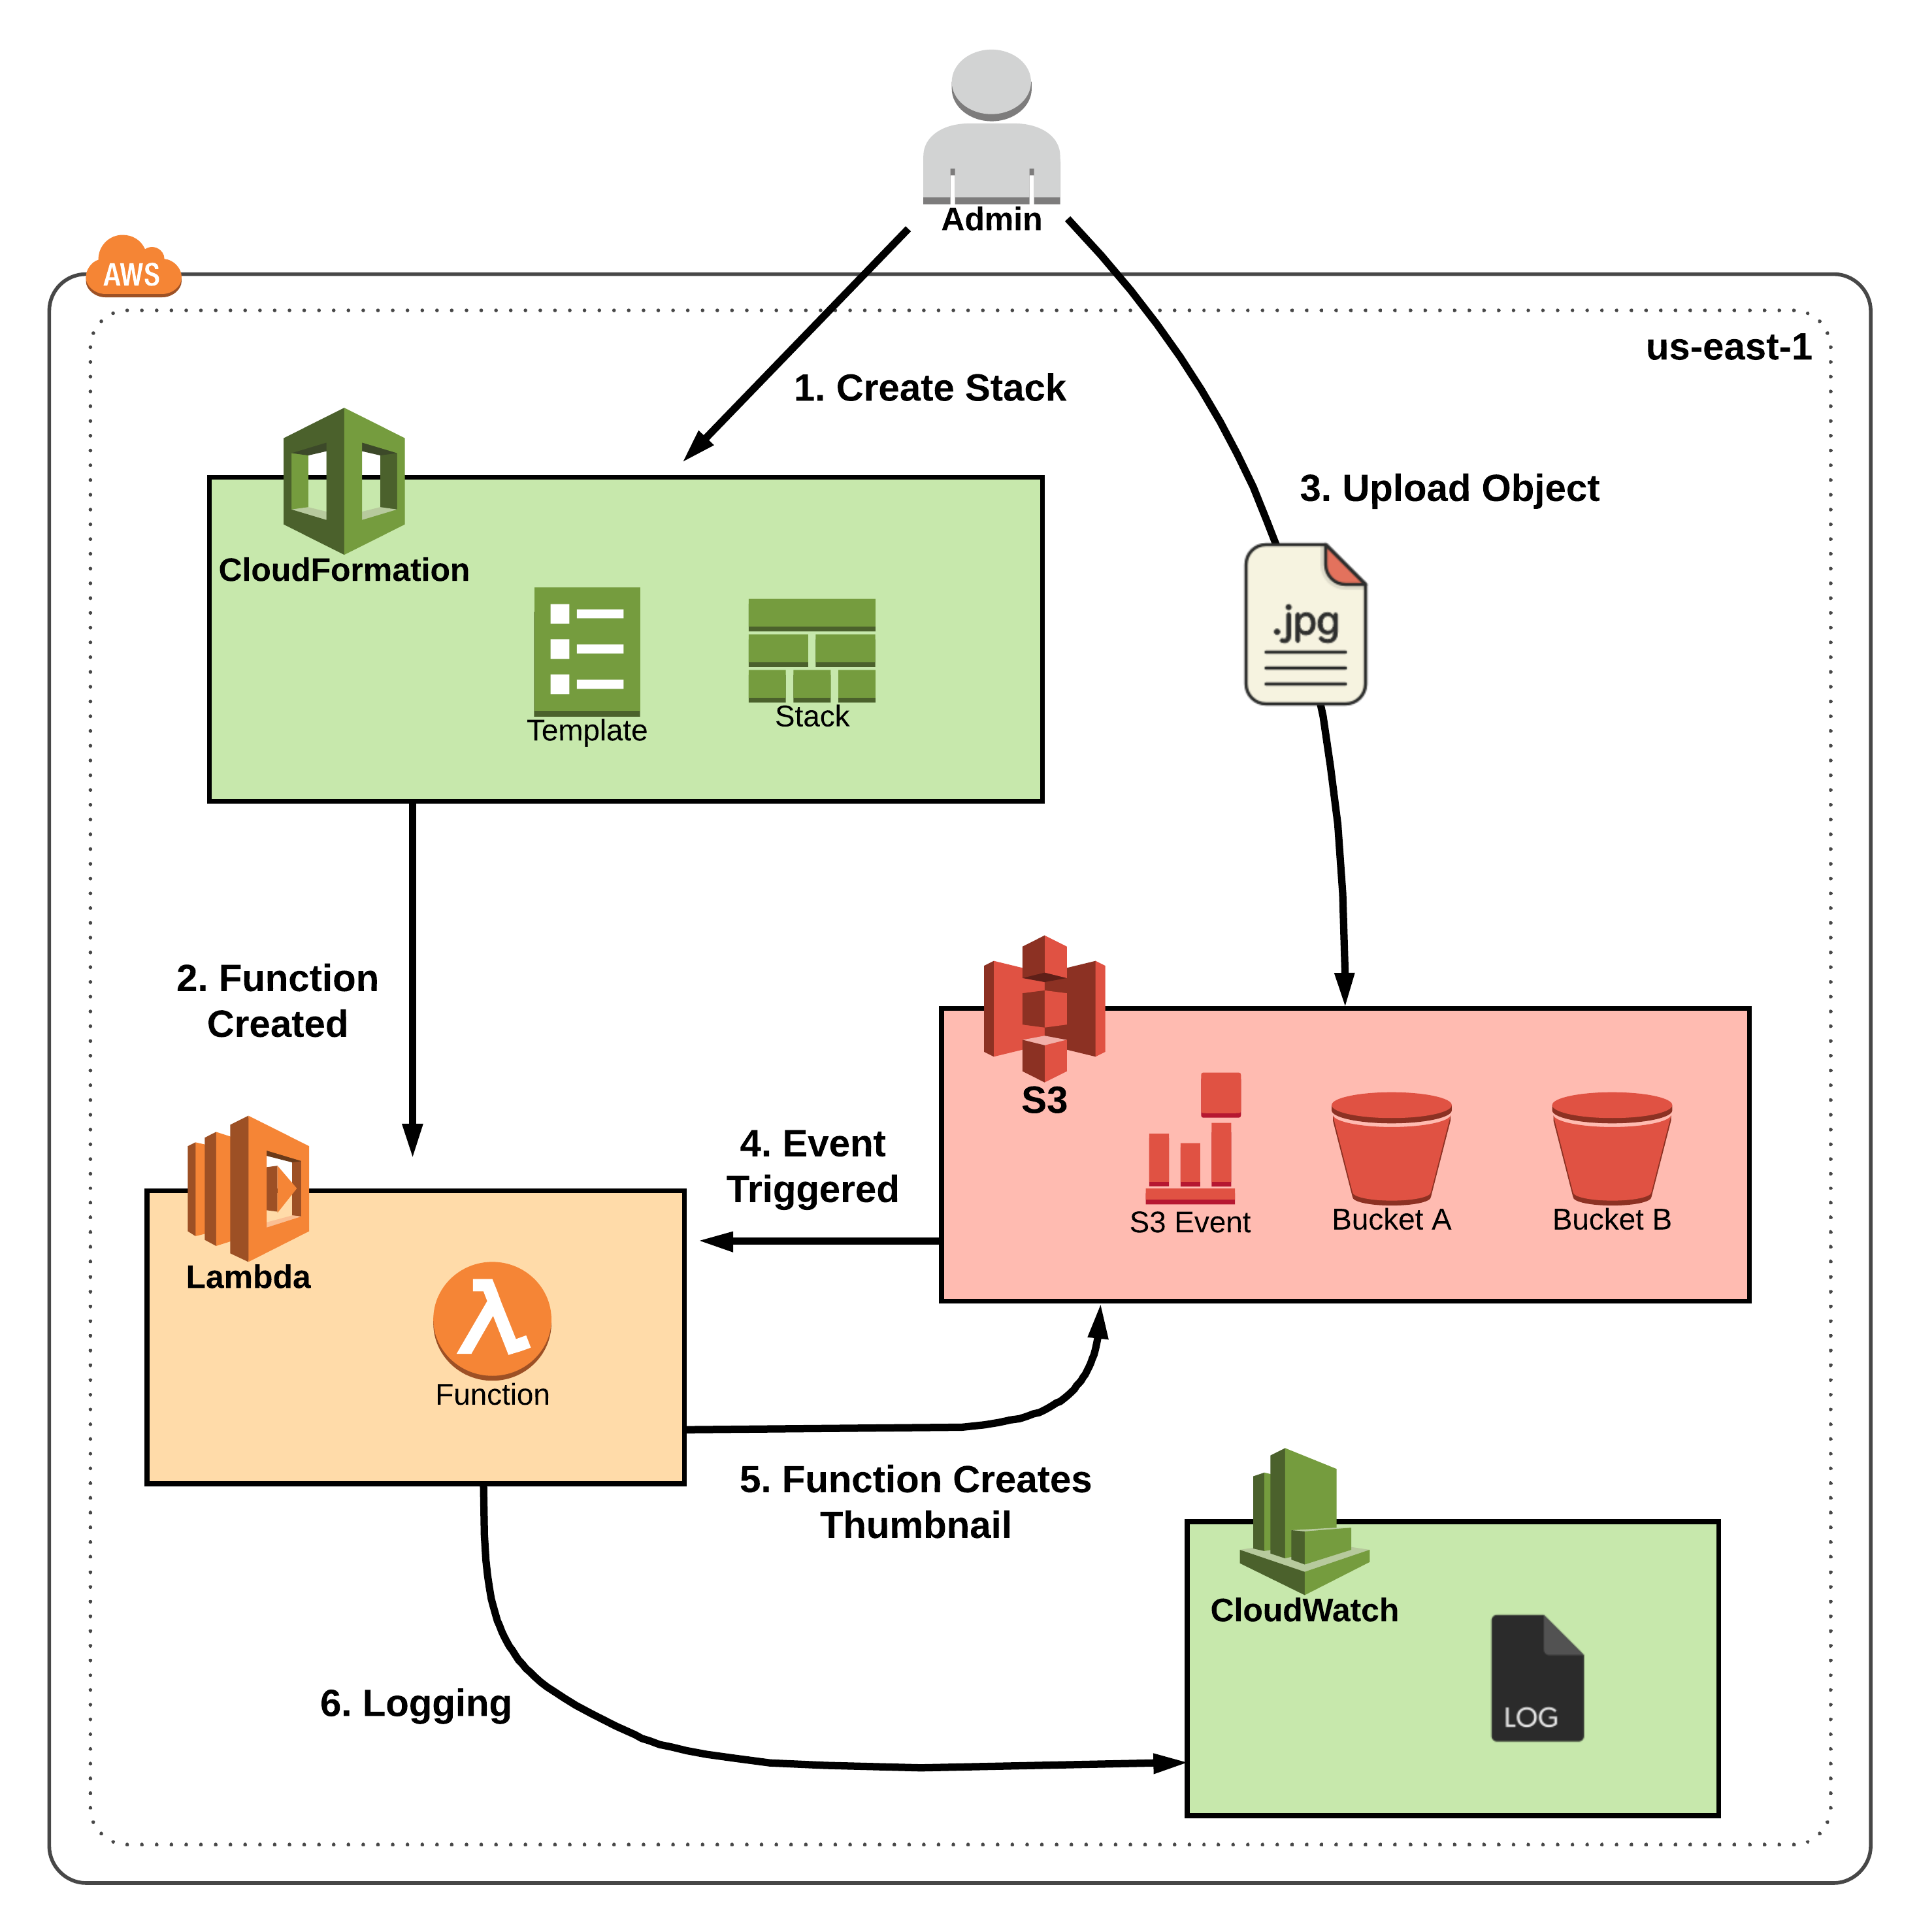 Admin
AWS
us-east-1
1. Create Stack
CloudFormation
Template
Stack
3. Upload Object
.jpg
2. Function
Created
S3
S3 Event
Bucket A
Bucket B
4. Event
Triggered
Lambda
Function
5. Function Creates
Thumbnail
CloudWatch
LOG
6. Logging